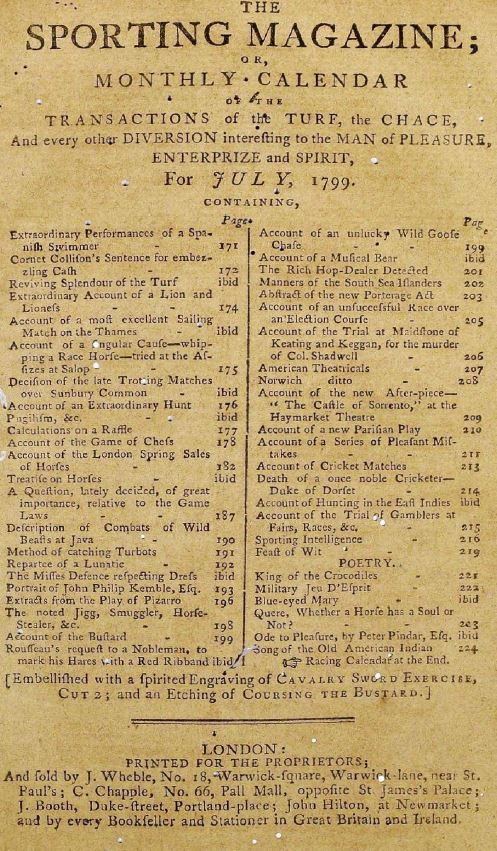 THE
SPORTING MAGAZINE;
OR,
MONTHLY CALENDAR
OF THE
TRANSACTIONS of the TURF, the CHACE,
And every other DIVERSION intereſting to the MAN of PLEASURE,
ENTERPRIZE and SPIRIT,
For JULY, 1799.
CONTAINING,
Page
Extraordinary Performances of a Spa-
niſh Swimmer - 171
Cornet Colliſon's Sentence for embez-
zling Caſh - 172
Reviving Splendour of the Turf ibid
Extraordinary Account of a Lion and
Lioneſs - 174
Account of a moſt excellent Sailing
Match on the Thames - ibid
Account of a ſingular Cauſe—whip-
ping a Race Horſe—tried at the Aſ-
ſizes at Salop - 175
Deciſion of the late Trotting Matches
over Sunbury Common - ibid
Account of an Extraordinary Hunt 176
Pugiliſm, &c. - - ibid
Calculations on a Raffle 177
Account of the Game of Cheſs 178
Account of the London Spring Sales
of Horſes - 182
Treatiſe on Horſes - ibid
A Queſtion, lately decided, of great
importance, relative to the Game
Laws - - 187
Deſcription of Combats of Wild
Beaſts at Java - 190
Method of catching Turbots 191
Repartee of a Lunatic - 192
The Miſſes Defence reſpecting Dreſs ibid
Portrait of John Philip Kemble, Eſq. 193
Extracts from the Play of Pizarro 196
The noted Jigg, Smuggler, Horſe-
Stealer, &c. - 198
Account of the Buſtard - 199
Rouſſeau's requeſt to a Nobleman, to
mark his Hares with a Red Ribband ibid
Page
Account of an unlucky Wild Gooſe
Chaſe - - 199
Account of a Muſical Bear ibid
The Rich Hop-Dealer Detected 201
Manners of the South Sea Iſlanders 202
Abſtract of the new Porterage Act 203
Account of an unſucceſsful Race over
an Election Courſe - 205
Account of the Trial at Maidſtone of
Keating and Keggan, for the murder
of Col. Shadwell - 206
American Theatricals - 207
Norwich ditto - 208
Account of the new After-piece—
" The Caſtle of Sorrento," at the
Haymarket Theatre 209
Account of a new Pariſian Play 210
Account of a Series of Pleaſant Miſ-
takes - - 211
Account of Cricket Matches 213
Death of a once noble Cricketer—
Duke of Dorſet - 214
Account of Hunting in the Eaſt Indies ibid
Account of the Trial of Gamblers at
Fairs, Races, &c. - 215
Sporting Intelligence - 216
Feaſt of Wit - - 219
POETRY.
King of the Crocodiles - 221
Military Jeu D'Eſprit - 222
Blue-eyed Mary - ibid
Quere, Whether a Horſe has a Soul or
Not? - - 223
Ode to Pleaſure, by Peter Pindar, Eſq. ibid
Song of the Old American Indian 224
☞ Racing Calendar at the End.
[Embelliſhed with a ſpirited Engraving of CAVALRY SWORD EXERCISE,
CUT 2; and an Etching of COURSING THE BUSTARD.]
LONDON:
PRINTED FOR THE PROPRIETORS;
And ſold by J. Wheble, No. 18, Warwick-ſquare, Warwick-lane, near St.
Paul's; C. Chapple, No. 66, Pall Mall, oppoſite St. James's Palace;
J. Booth, Duke-ſtreet, Portland-place; John Hilton, at Newmarket;
and by every Bookſeller and Stationer in Great Britain and Ireland.